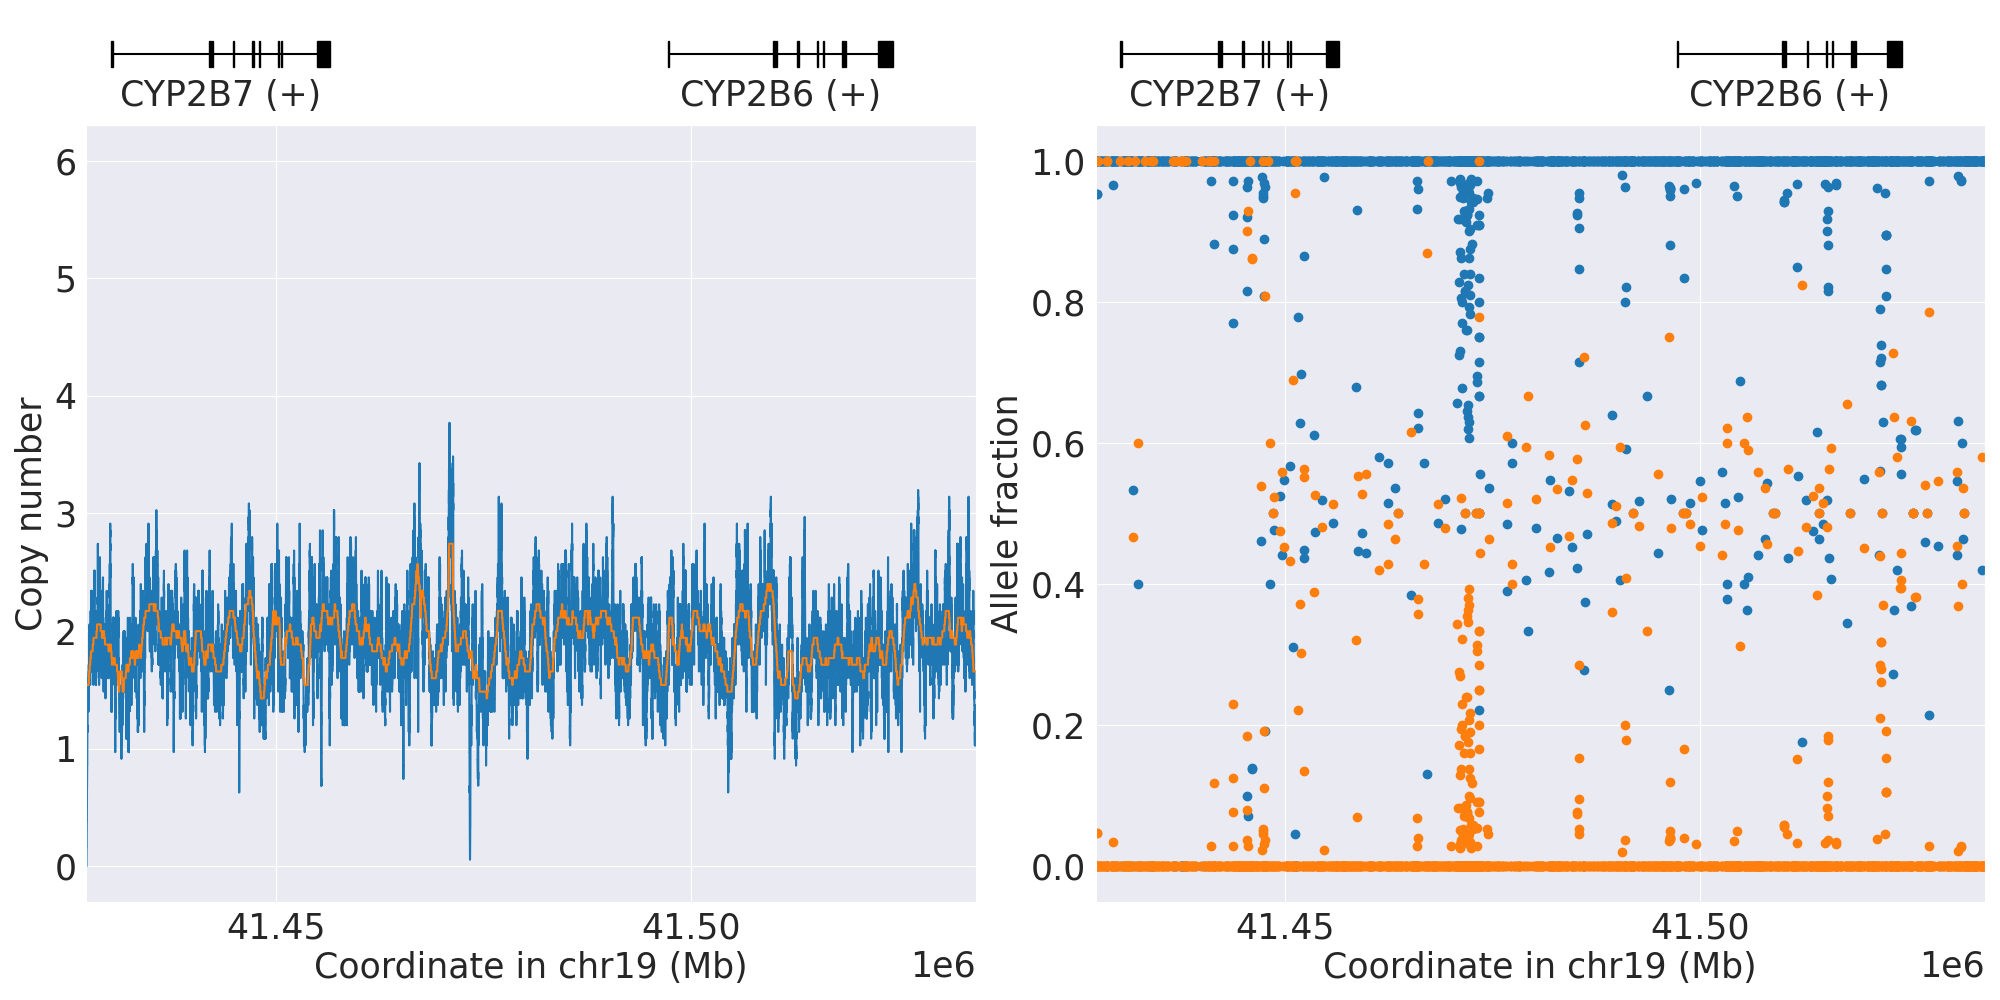 CYP2B7 (+)
CYP2B6 (+)
6
5
4
3
2
1
0
Copy number
41.45
41.50
Coordinate in chr19 (Mb)
1e6
CYP2B7 (+)
CYP2B6 (+)
1.0
0.8
0.6
0.4
0.2
0.0
Allele fraction
41.45
41.50
Coordinate in chr19 (Mb)
1e6